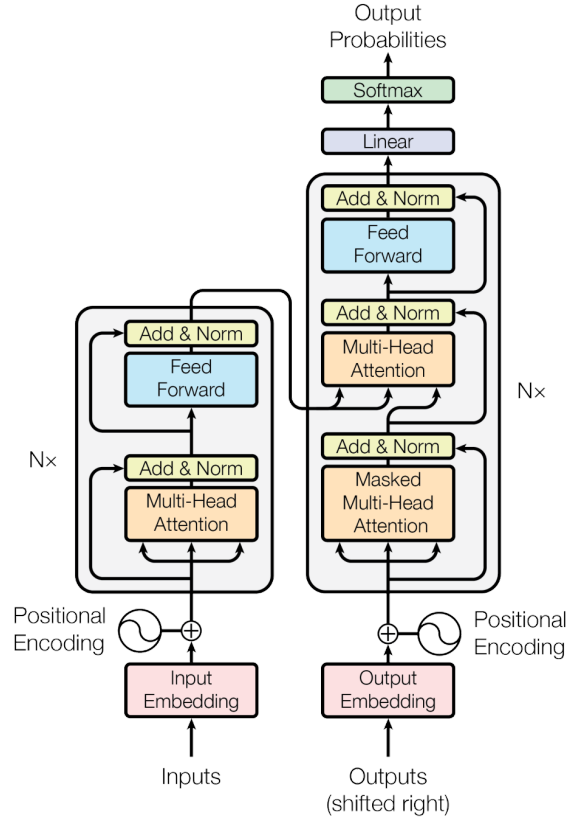 Output
Probabilities
Softmax
Linear
Add & Norm
Feed
Forward
Add & Norm
Multi-Head
Attention
Add & Norm
Masked
Multi-Head
Attention
N×
Add & Norm
Feed
Forward
Add & Norm
Multi-Head
Attention
N×
Positional
Encoding
Positional
Encoding
Input
Embedding
Output
Embedding
Inputs
Outputs
(shifted right)